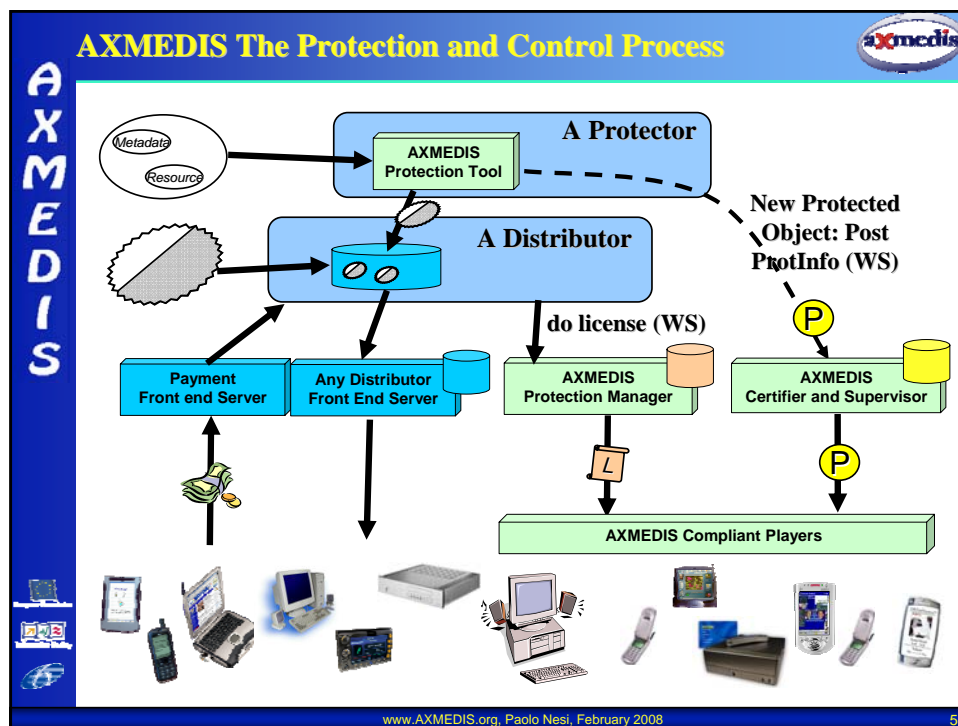 AXMEDIS The Protection and Control Process
axmedis
AXMEDIS
Metadata
Resource
A Protector
AXMEDIS
Protection Tool
New Protected
Object: Post
ProtInfo (WS)
A Distributor
do license (WS)
P
Payment
Front end Server
Any Distributor
Front End Server
AXMEDIS
Protection Manager
AXMEDIS
Certifier and Supervisor
L
P
AXMEDIS Compliant Players
www.AXMEDIS.org, Paolo Nesi, February 2008
5